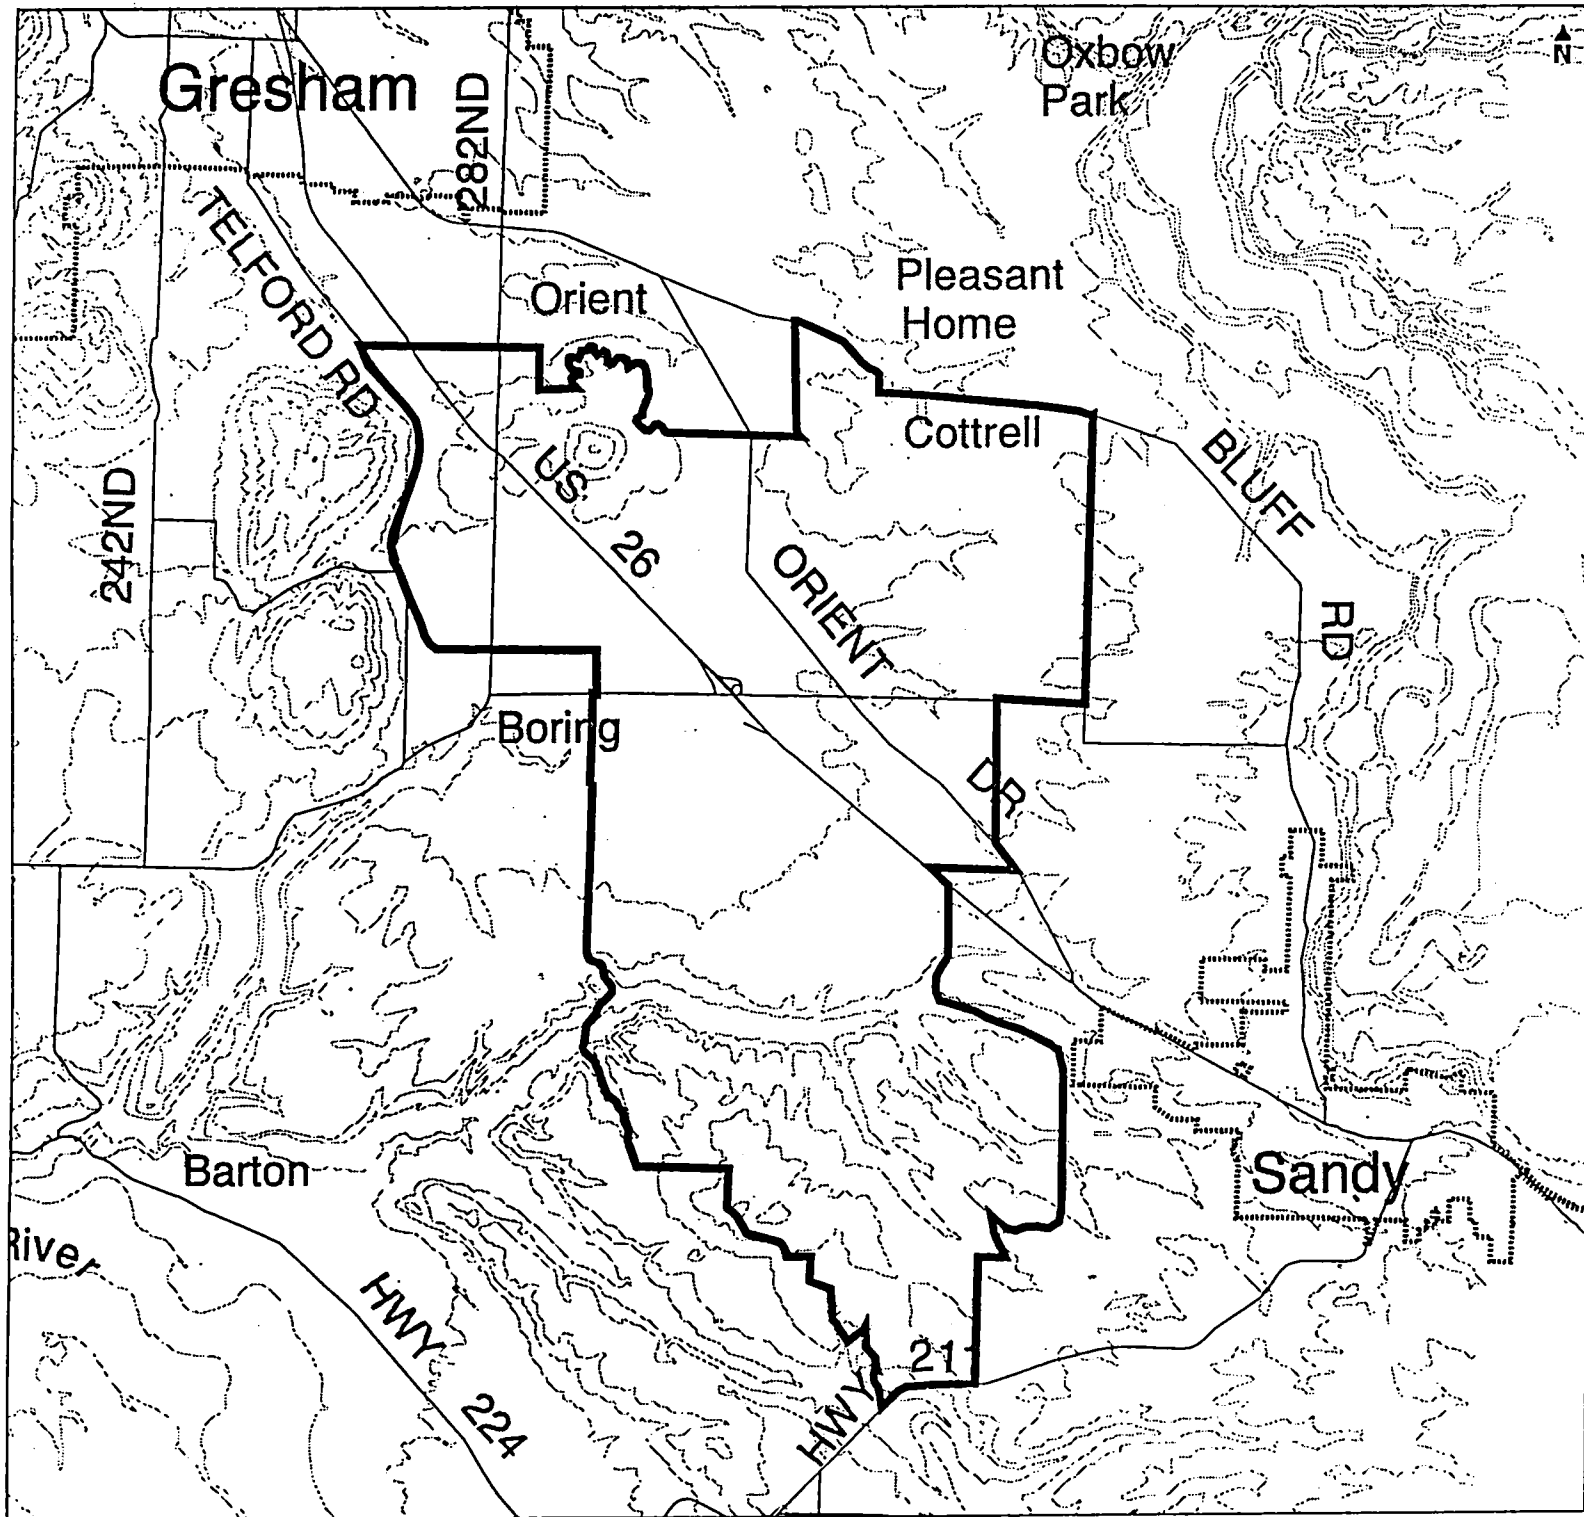 Oxbow
Park
N
Gresham
282ND
TELFORD RD
Orient
Pleasant
Home
Cottrell
BLUFF
RD
242ND
US
26
ORIENT
DR
Boring
Barton
Sandy
River
HWY
224
HWY
21